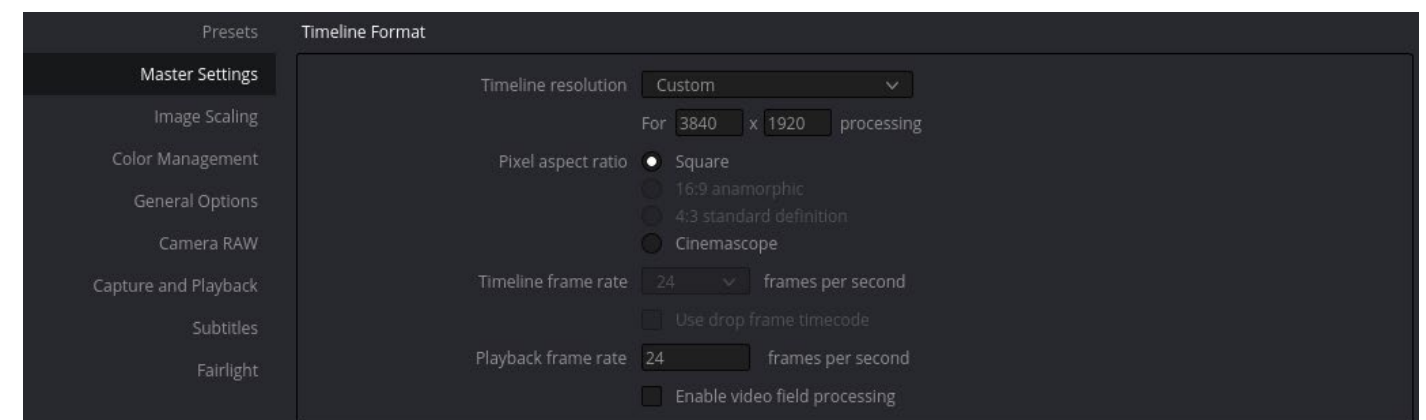 Presets
Timeline Format
Master Settings
Timeline resolution Custom
Image Scaling
For 3840 x 1920 processing
Color Management
Pixel aspect ratio Square
16:9 anamorphic
General Options
4:3 standard definition
Camera RAW
Cinemascope
Capture and Playback
Timeline frame rate 24 frames per second
Subtitles
Use drop frame timecode
Playback frame rate 24 frames per second
Fairlight
Enable video field processing